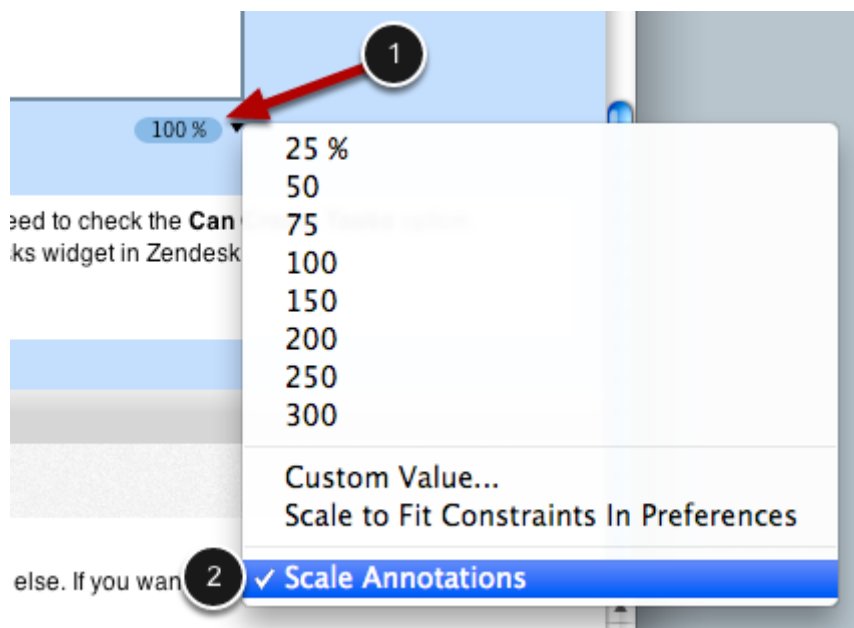 1
100 %
25 %
50
75
100
150
200
250
300
eed to check the Can
ks widget in Zendesk
Custom Value...
Scale to Fit Constraints In Preferences
else. If you wan
2
✓ Scale Annotations